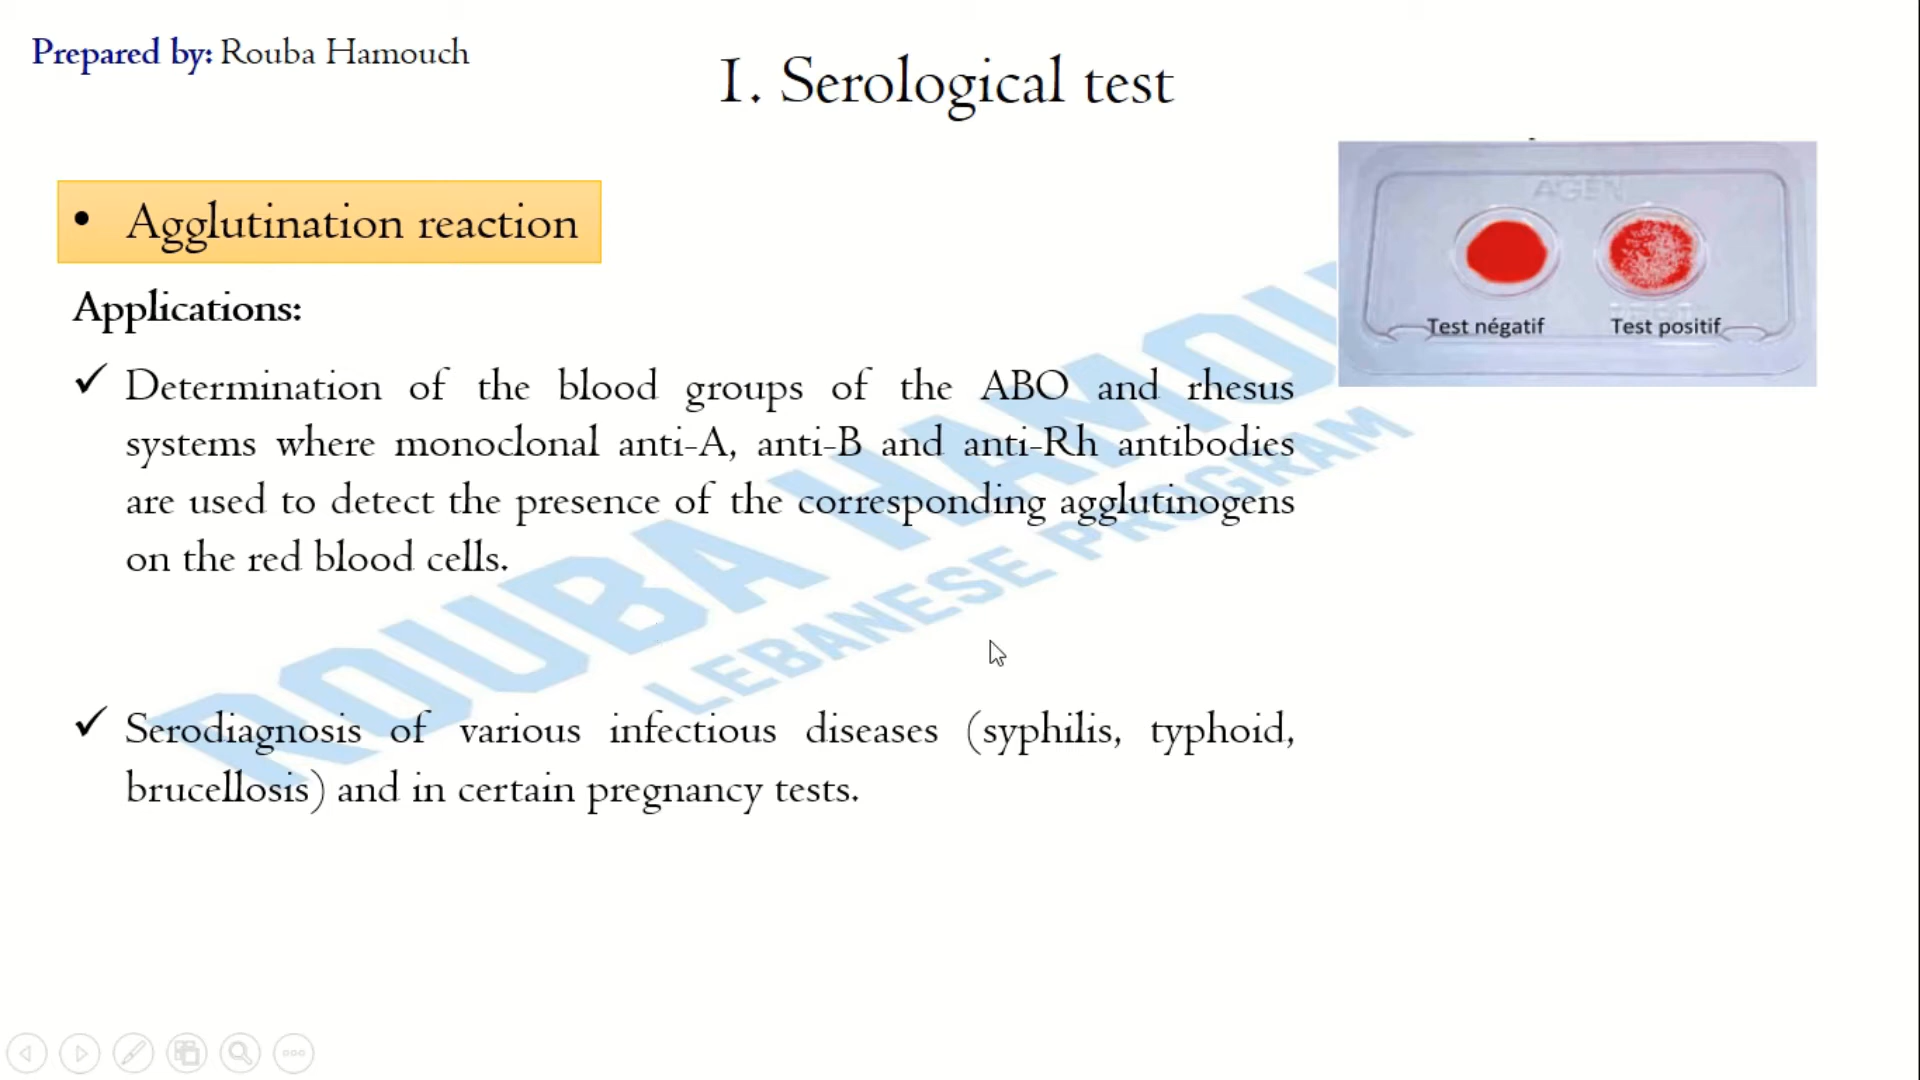 Prepared by: Rouba Hamouch
I. Serological test
• Agglutination reaction
AGEN
Test négatif
Test positif
Applications:
✓ Determination of the blood groups of the ABO and rhesus
systems where monoclonal anti-A, anti-B and anti-Rh antibodies
are used to detect the presence of the corresponding agglutinogens
on the red blood cells.
✓ Serodiagnosis of various infectious diseases (syphilis, typhoid,
brucellosis) and in certain pregnancy tests.
ROUBA HAMOU
LEBANESE PROGRAM